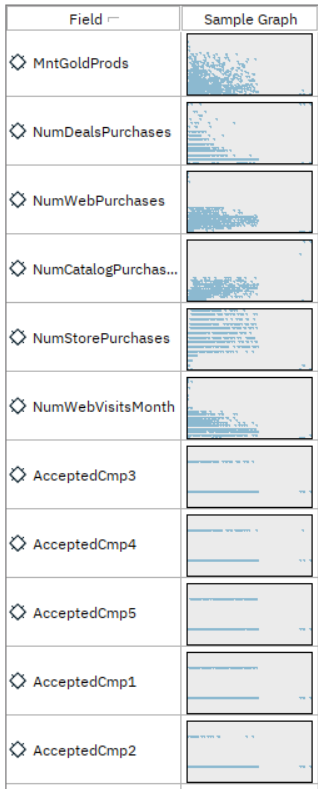 Field Sample Graph
MntGoldProds
NumDealsPurchases
NumWebPurchases
NumCatalogPurchas...
NumStorePurchases
NumWebVisitsMonth
AcceptedCmp3
AcceptedCmp4
AcceptedCmp5
AcceptedCmp1
AcceptedCmp2